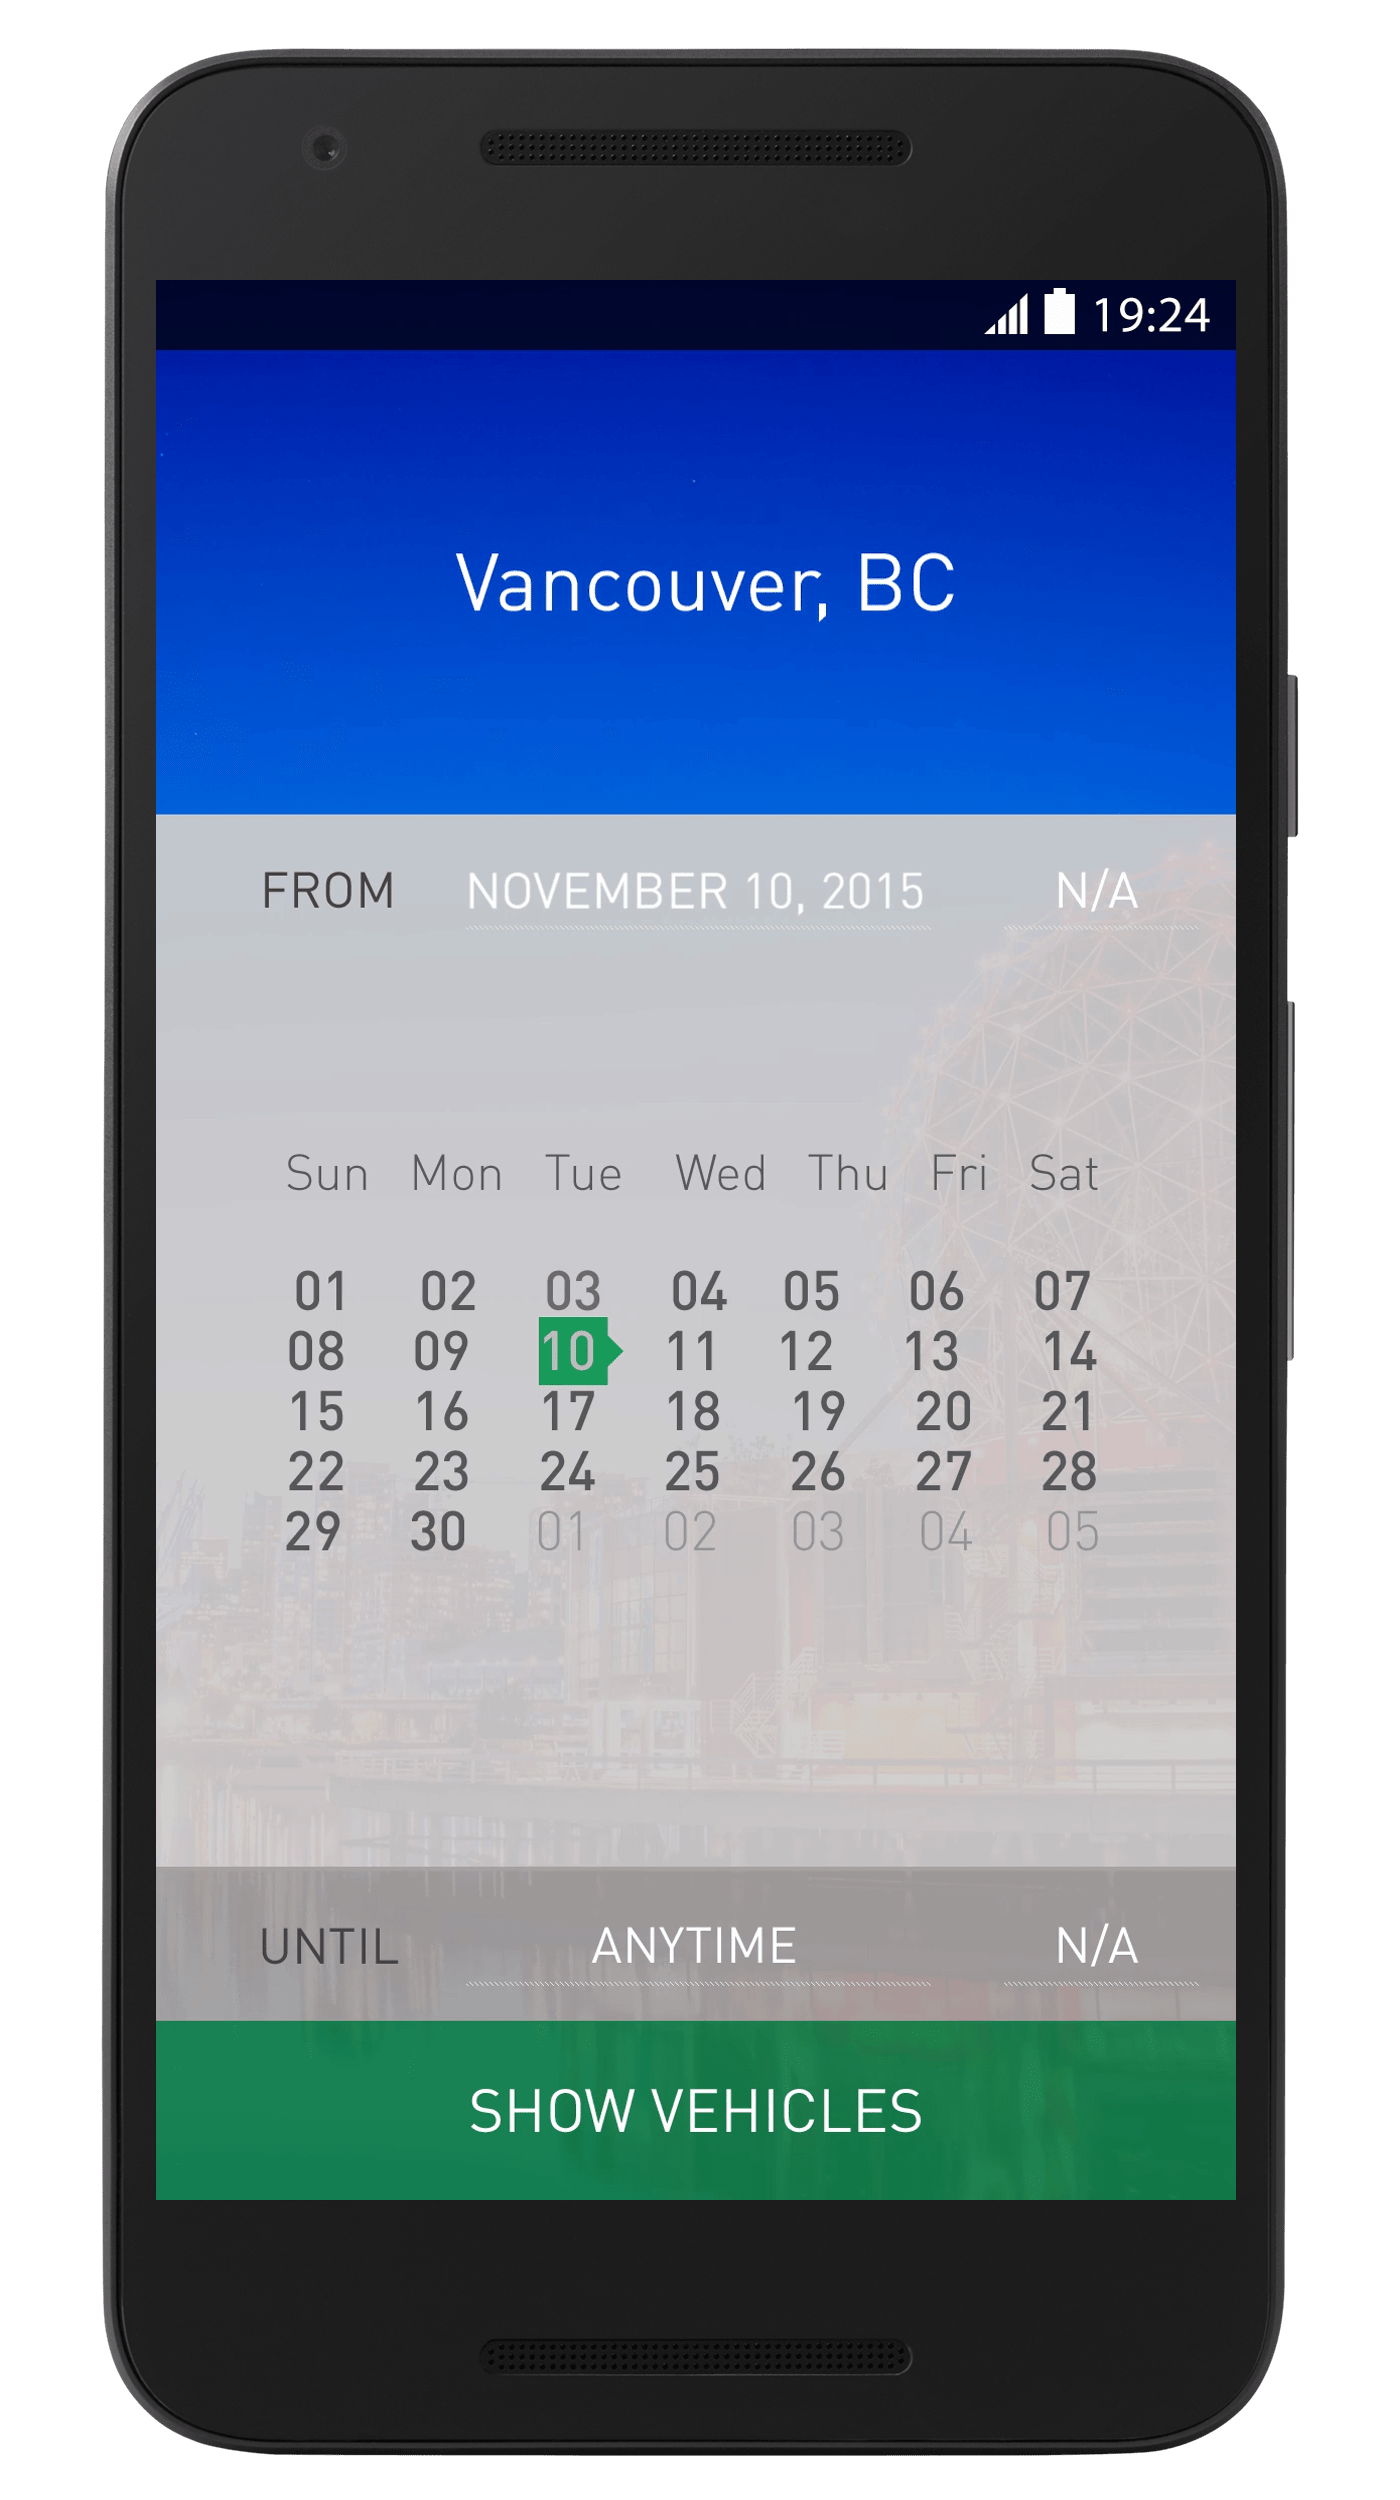 19:24
Vancouver, BC
FROM NOVEMBER 10, 2015 N/A
Sun Mon Tue Wed Thu Fri Sat
01 02 03 04 05 06 07
08 09 10 11 12 13 14
15 16 17 18 19 20 21
22 23 24 25 26 27 28
29 30 01 02 03 04 05
UNTIL ANYTIME N/A
SHOW VEHICLES